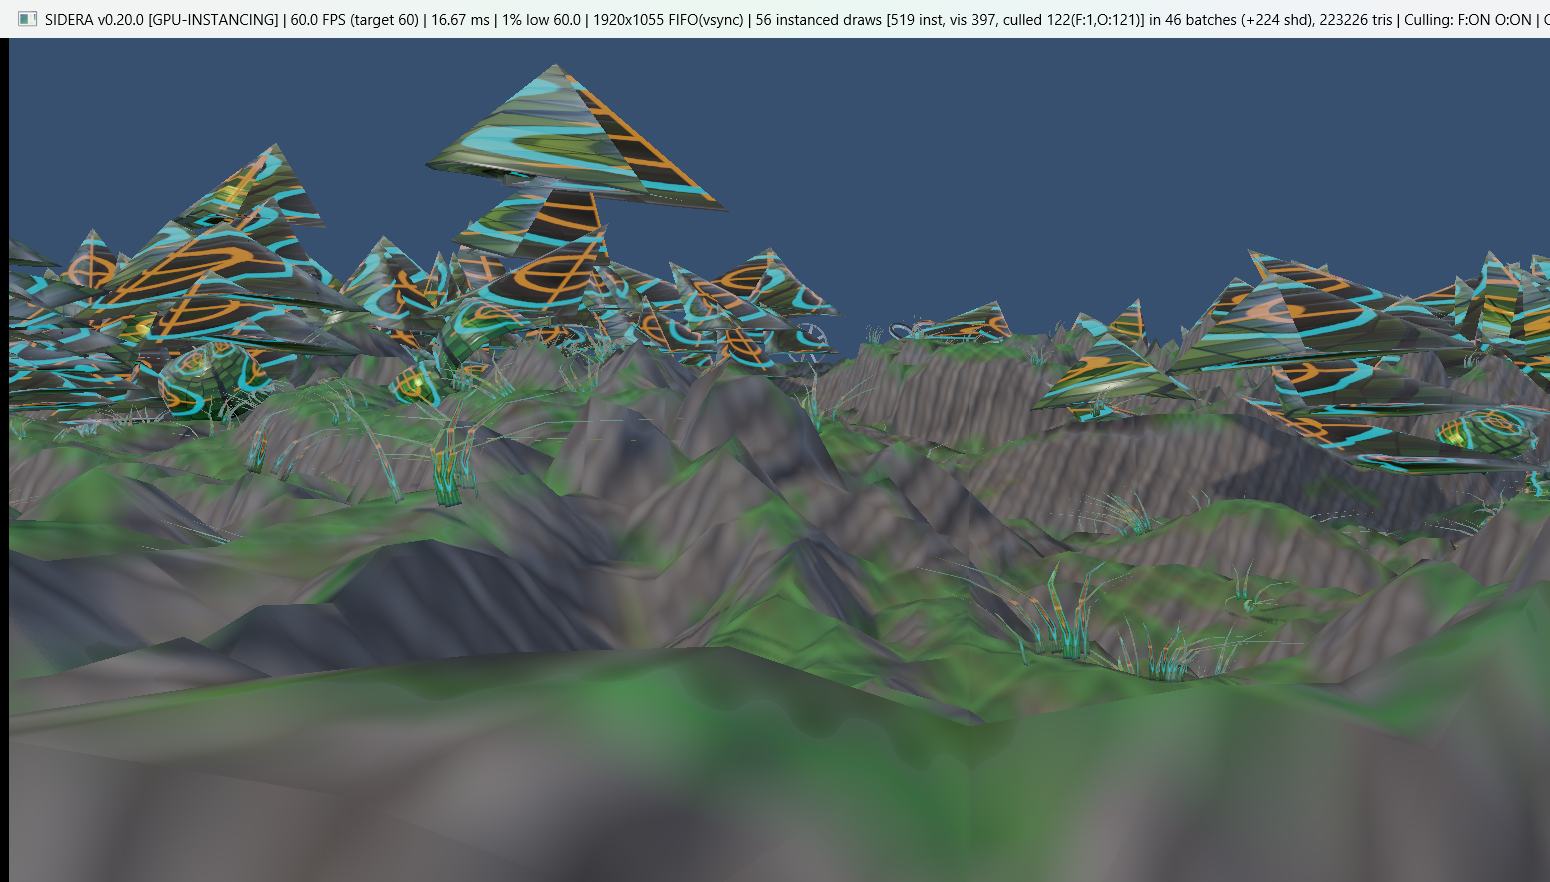 SIDERA v0.20.0 [GPU-INSTANCING] | 60.0 FPS (target 60) | 16.67 ms | 1% low 60.0 | 1920x1055 FIFO(vsync) | 56 instanced draws [519 inst, vis 397, culled 122(F:1,O:121)] in 46 batches (+224 shd), 223226 tris | Culling: F:ON O:ON |